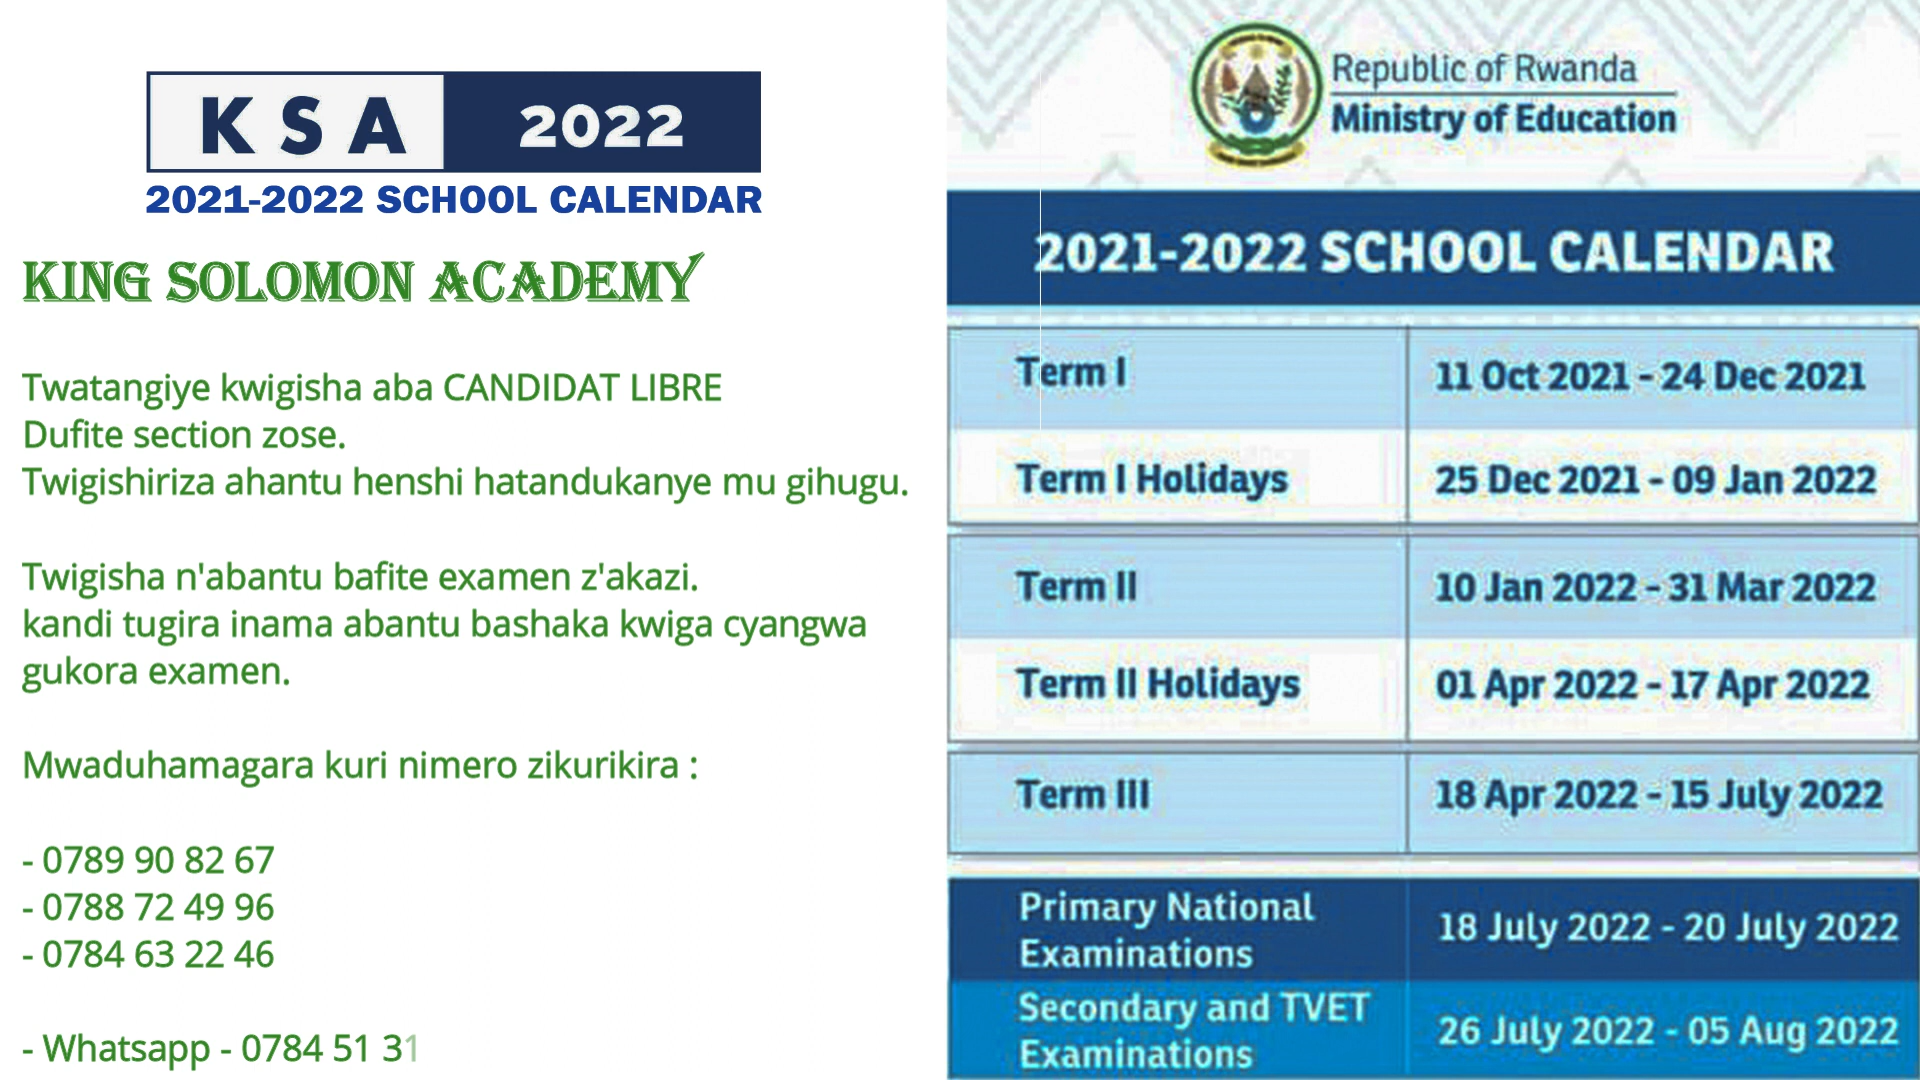 KSA 2022
2021-2022 SCHOOL CALENDAR
KING SOLOMON ACADEMY
Twatangiye kwigisha aba CANDIDAT LIBRE
Dufite section zose.
Twigishiriza ahantu henshi hatandukanye mu gihugu.
Twigisha n'abantu bafite examen z'akazi.
kandi tugira inama abantu bashaka kwiga cyangwa
gukora examen.
Mwaduhamagara kuri nimero zikurikira :
- 0789 90 82 67
- 0788 72 49 96
- 0784 63 22 46
- Whatsapp - 0784 51 31
Republic of Rwanda
Ministry of Education
2021-2022 SCHOOL CALENDAR
Term I 11 Oct 2021 - 24 Dec 2021
Term I Holidays 25 Dec 2021 - 09 Jan 2022
Term II 10 Jan 2022 - 31 Mar 2022
Term II Holidays 01 Apr 2022 - 17 Apr 2022
Term III 18 Apr 2022 - 15 July 2022
Primary National
Examinations 18 July 2022 - 20 July 2022
Secondary and TVET
Examinations 26 July 2022 - 05 Aug 2022